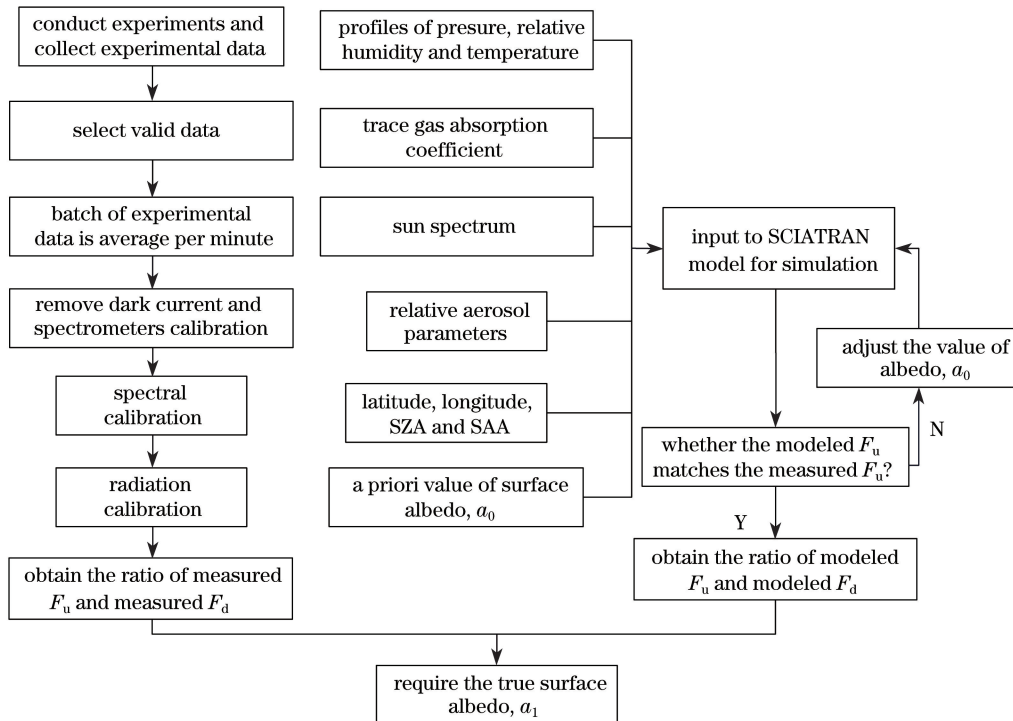 conduct experiments and
collect experimental data
select valid data
batch of experimental
data is average per minute
remove dark current and
spectrometers calibration
spectral
calibration
radiation
calibration
obtain the ratio of measured
Fu and measured Fd
profiles of presure, relative
humidity and temperature
trace gas absorption
coefficient
sun spectrum
relative aerosol
parameters
latitude, longitude,
SZA and SAA
a priori value of surface
albedo, a0
input to SCIATRAN
model for simulation
adjust the value of
albedo, a0
N
whether the modeled Fu
matches the measured Fu?
Y
obtain the ratio of modeled
Fu and modeled Fd
require the true surface
albedo, a1